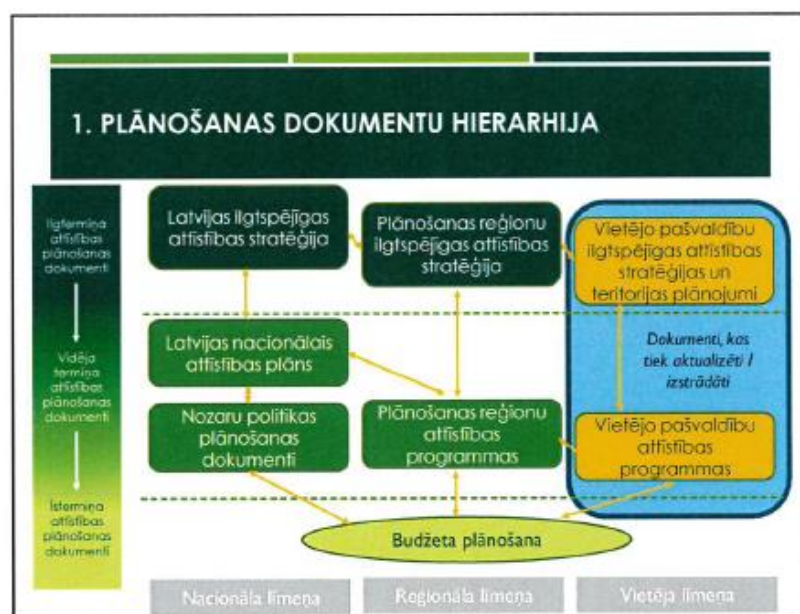 1. PLĀNOŠANAS DOKUMENTU HIERARHIJA
Ilgtermiņa
attīstības
plānošanas
dokumenti
Vidēja
termiņa
attīstības
plānošanas
dokumenti
Īstermiņa
attīstības
plānošanas
dokumenti
Latvijas ilgtspējīgas
attīstības stratēģija
Plānošanas reģionu
ilgtspējīgas attīstības
stratēģija
Vietējo pašvaldību
ilgtspējīgas attīstības
stratēģijas un
teritorijas plānojumi
Latvijas nacionālais
attīstības plāns
Dokumenti, kas
tiek aktualizēti /
izstrādāti
Nozaru politikas
plānošanas
dokumenti
Plānošanas reģionu
attīstības
programmas
Vietējo pašvaldību
attīstības
programmas
Budžeta plānošana
Nacionāla līmeņa
Reģionāla līmeņa
Vietēja līmeņa